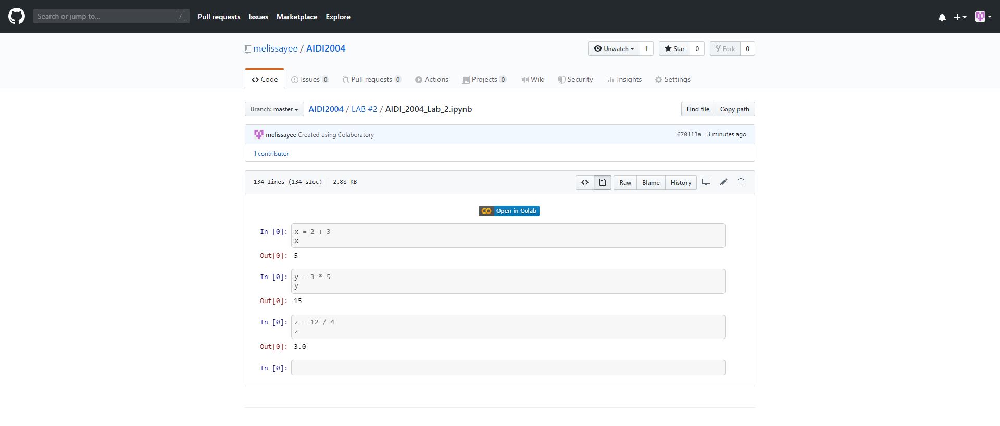 Search or jump to... /
Pull requests Issues Marketplace Explore
melissayee / AIDI2004
Unwatch 1 Star 0 Fork 0
Code Issues 0 Pull requests 0 Actions Projects 0 Wiki Security Insights Settings
Branch: master AIDI2004 / LAB #2 / AIDI_2004_Lab_2.ipynb Find file Copy path
melissayee Created using Colaboratory 670113a 3 minutes ago
1 contributor
134 lines (134 sloc) 2.88 KB Raw Blame History
CO Open in Colab
In [0]: x = 2 + 3
x
Out[0]: 5
In [0]: y = 3 * 5
y
Out[0]: 15
In [0]: z = 12 / 4
z
Out[0]: 3.0
In [0]: